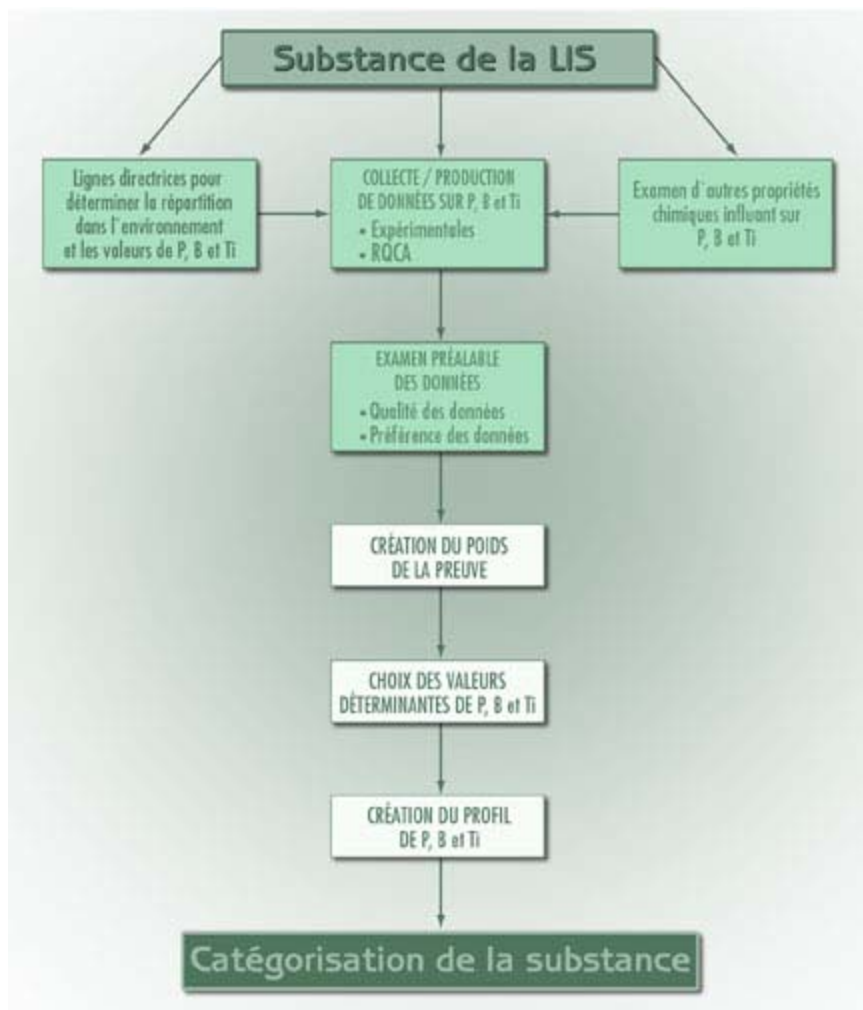 Substance de la LIS
Lignes directrices pour
déterminer la répartition
dans l'environnement
et les valeurs de P, B et Ti
COLLECTE / PRODUCTION
DE DONNÉES SUR P, B et Ti
• Expérimentales
• RQCA
Examen d'autres propriétés
chimiques influant sur
P, B et Ti
EXAMEN PRÉALABLE
DES DONNÉES
• Qualité des données
• Préférence des données
CRÉATION DU POIDS
DE LA PREUVE
CHOIX DES VALEURS
DÉTERMINANTES DE P, B et Ti
CRÉATION DU PROFIL
DE P, B et Ti
Catégorisation de la substance